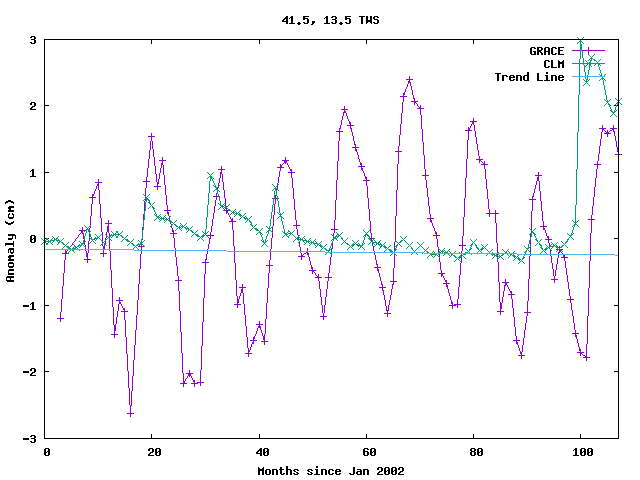 41.5, 13.5 TWS
GRACE
CLM
Trend Line
3
2
1
0
-1
-2
-3
Anomaly (cm)
0 20 40 60 80 100
Months since Jan 2002